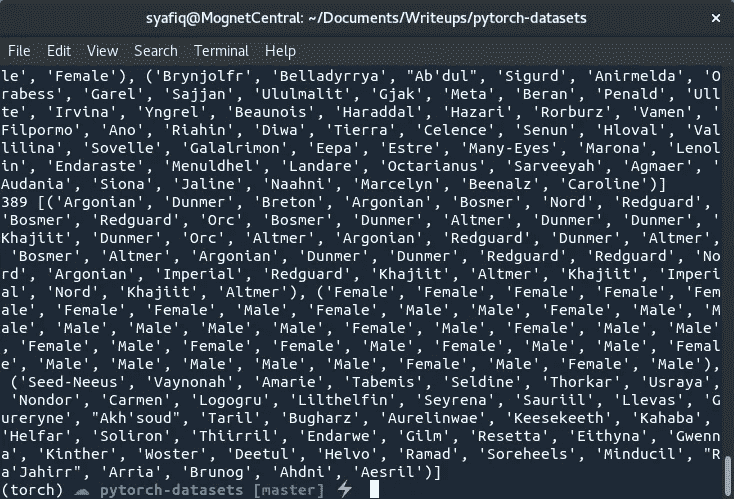 syafiq@MognetCentral: ~/Documents/Writeups/pytorch-datasets ×
File Edit View Search Terminal Help
le', 'Female'), ('Brynjolfr', 'Belladyrrya', "Ab'dul", 'Sigurd', 'Anirmelda', 'O
rabess', 'Garel', 'Sajjan', 'Ululmalit', 'Gjak', 'Meta', 'Beran', 'Penald', 'Ull
te', 'Irvina', 'Yngrel', 'Beaunois', 'Haraddal', 'Hazari', 'Rorburz', 'Vamen', '
Filpormo', 'Ano', 'Riahin', 'Diwa', 'Tierra', 'Celence', 'Senun', 'Hloval', 'Val
lilina', 'Sovelle', 'Galalrimon', 'Eepa', 'Estre', 'Many-Eyes', 'Marona', 'Lenol
in', 'Endaraste', 'Menuldhel', 'Landare', 'Octarianus', 'Sarveeyah', 'Agmaer', '
Audania', 'Siona', 'Jaline', 'Naahni', 'Marcelyn', 'Beenalz', 'Caroline')]
389 [('Argonian', 'Dunmer', 'Breton', 'Argonian', 'Bosmer', 'Nord', 'Redguard',
'Bosmer', 'Redguard', 'Orc', 'Bosmer', 'Dunmer', 'Altmer', 'Dunmer', 'Dunmer', '
Khajiit', 'Dunmer', 'Orc', 'Altmer', 'Argonian', 'Redguard', 'Dunmer', 'Altmer',
'Bosmer', 'Altmer', 'Argonian', 'Dunmer', 'Dunmer', 'Redguard', 'Redguard', 'No
rd', 'Argonian', 'Imperial', 'Redguard', 'Khajiit', 'Altmer', 'Khajiit', 'Imperi
al', 'Nord', 'Khajiit', 'Altmer'), ('Female', 'Female', 'Female', 'Female', 'Fem
ale', 'Female', 'Female', 'Male', 'Female', 'Male', 'Male', 'Female', 'Male', 'M
ale', 'Male', 'Male', 'Male', 'Male', 'Female', 'Male', 'Female', 'Male', 'Male'
, 'Female', 'Male', 'Female', 'Female', 'Male', 'Female', 'Male', 'Male', 'Femal
e', 'Male', 'Male', 'Male', 'Male', 'Male', 'Female', 'Male', 'Female', 'Male'),
('Seed-Neeus', 'Vaynonah', 'Amarie', 'Tabemis', 'Seldine', 'Thorkar', 'Usraya',
'Nondor', 'Carmen', 'Logogru', 'Lilthelfin', 'Seyrena', 'Sauriil', 'Llevas', 'G
ureryne', "Akh'soud", 'Taril', 'Bugharz', 'Aurelinwae', 'Keesekeeth', 'Kahaba',
'Helfar', 'Soliron', 'Thiirril', 'Endarwe', 'Gilm', 'Resetta', 'Eithyna', 'Gwenn
a', 'Kinther', 'Woster', 'Deetul', 'Helvo', 'Ramad', 'Soreheels', 'Minducil', "R
a'Jahirr", 'Arria', 'Brunog', 'Ahdni', 'Aesril')]
(torch) ☁ pytorch-datasets [master] ⚡